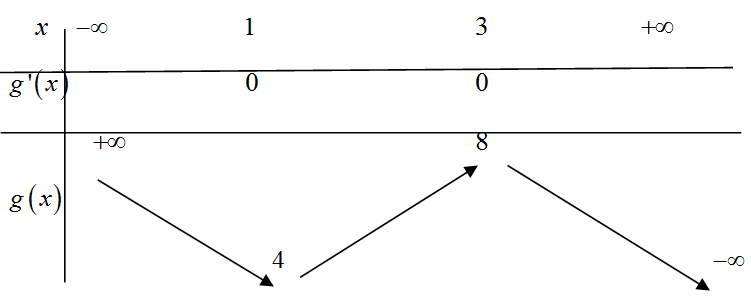 x −∞ 1 3 +∞
g'(x) 0 0
+∞ 8
g(x)
4 −∞